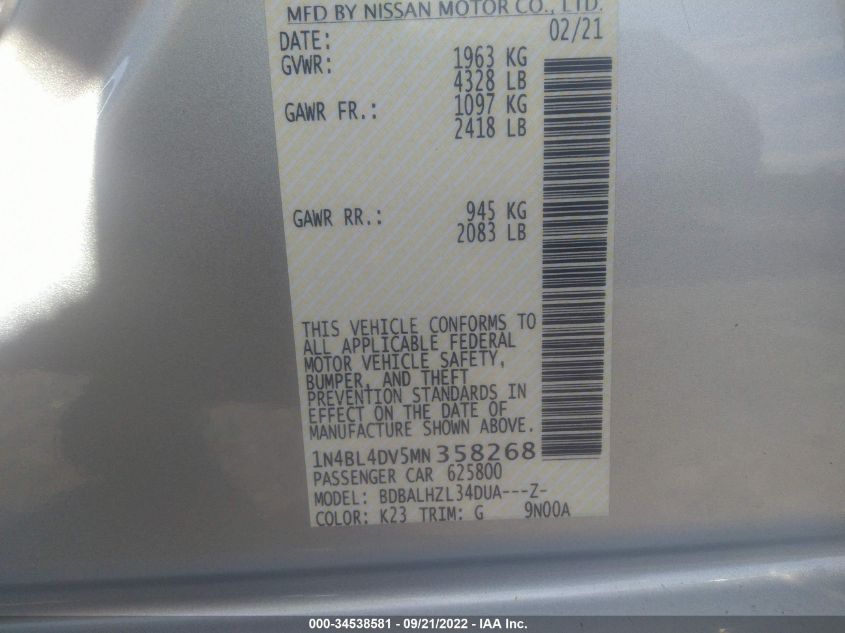 MFD BY NISSAN MOTOR CO., LTD.
DATE: 02/21
GVWR: 1963 KG
4328 LB
GAWR FR.: 1097 KG
2418 LB
GAWR RR.: 945 KG
2083 LB
THIS VEHICLE CONFORMS TO
ALL APPLICABLE FEDERAL
MOTOR VEHICLE SAFETY,
BUMPER, AND THEFT
PREVENTION STANDARDS IN
EFFECT ON THE DATE OF
MANUFACTURE SHOWN ABOVE.
1N4BL4DV5MN358268
PASSENGER CAR 625800
MODEL: BDBALHZL34DUA---Z-
COLOR: K23 TRIM: G 9N00A
000-34538581 / 09/21/2022 - IAA Inc.